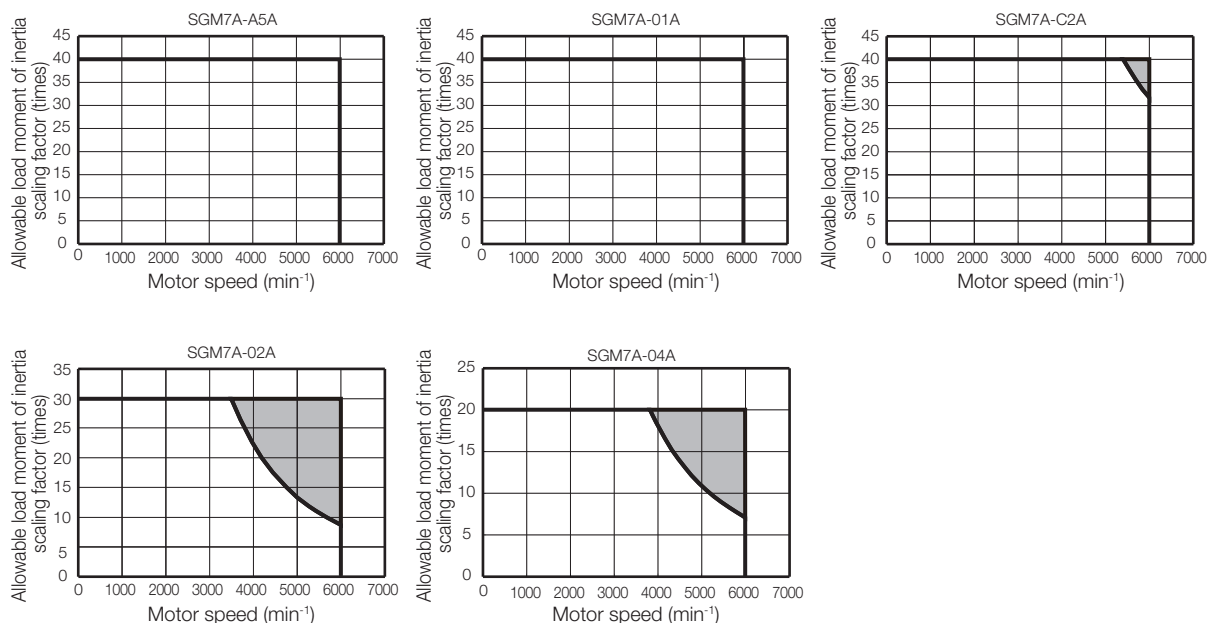 SGM7A-A5A
Allowable load moment of inertia
scaling factor (times)
45
40
35
30
25
20
15
10
5
0
0 1000 2000 3000 4000 5000 6000 7000
Motor speed (min-1)
SGM7A-01A
Allowable load moment of inertia
scaling factor (times)
45
40
35
30
25
20
15
10
5
0
0 1000 2000 3000 4000 5000 6000 7000
Motor speed (min-1)
SGM7A-C2A
Allowable load moment of inertia
scaling factor (times)
45
40
35
30
25
20
15
10
5
0
0 1000 2000 3000 4000 5000 6000 7000
Motor speed (min-1)
SGM7A-02A
Allowable load moment of inertia
scaling factor (times)
35
30
25
20
15
10
5
0
0 1000 2000 3000 4000 5000 6000 7000
Motor speed (min-1)
SGM7A-04A
Allowable load moment of inertia
scaling factor (times)
25
20
15
10
5
0
0 1000 2000 3000 4000 5000 6000 7000
Motor speed (min-1)